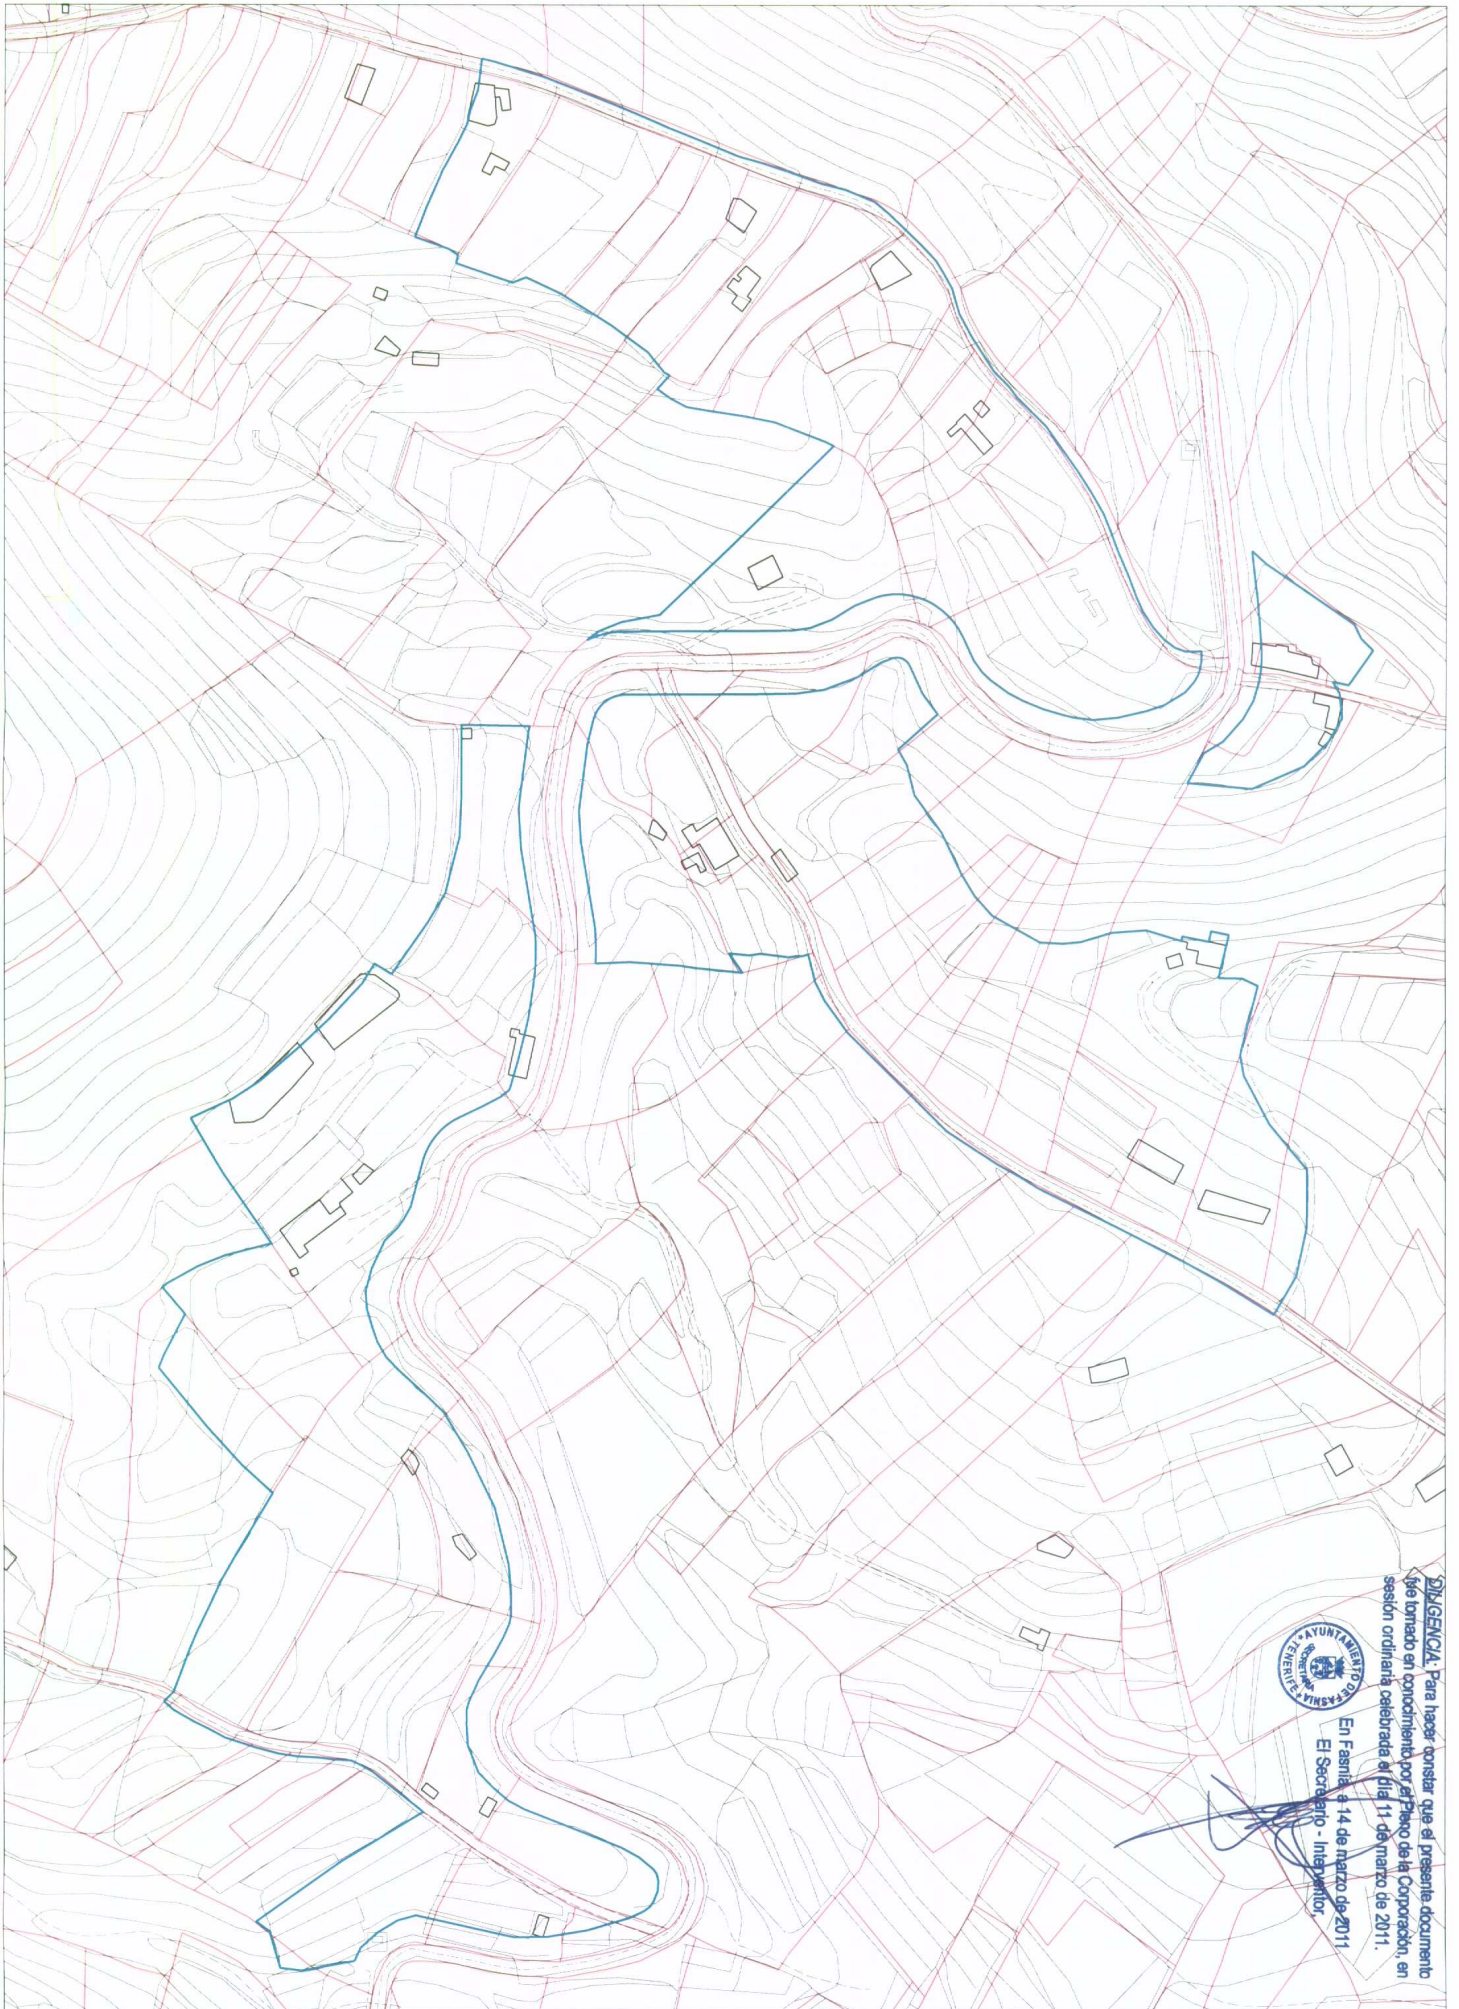 DILIGENCIA: Para hacer constar que el presente documento
fue tomado en conocimiento por el Pleno de la Corporación, en
sesión ordinaria celebrada el día 11 de marzo de 2011.
En Fasnia a 14 de marzo de 2011
El Secretario - Interventor,
AYUNTAMIENTO DE FASNIA
TENERIFE